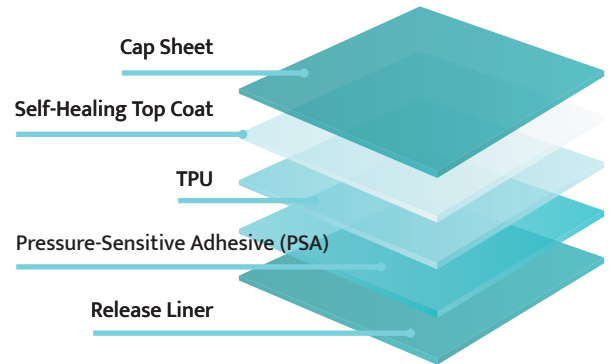 Cap Sheet
Self-Healing Top Coat
TPU
Pressure-Sensitive Adhesive (PSA)
Release Liner